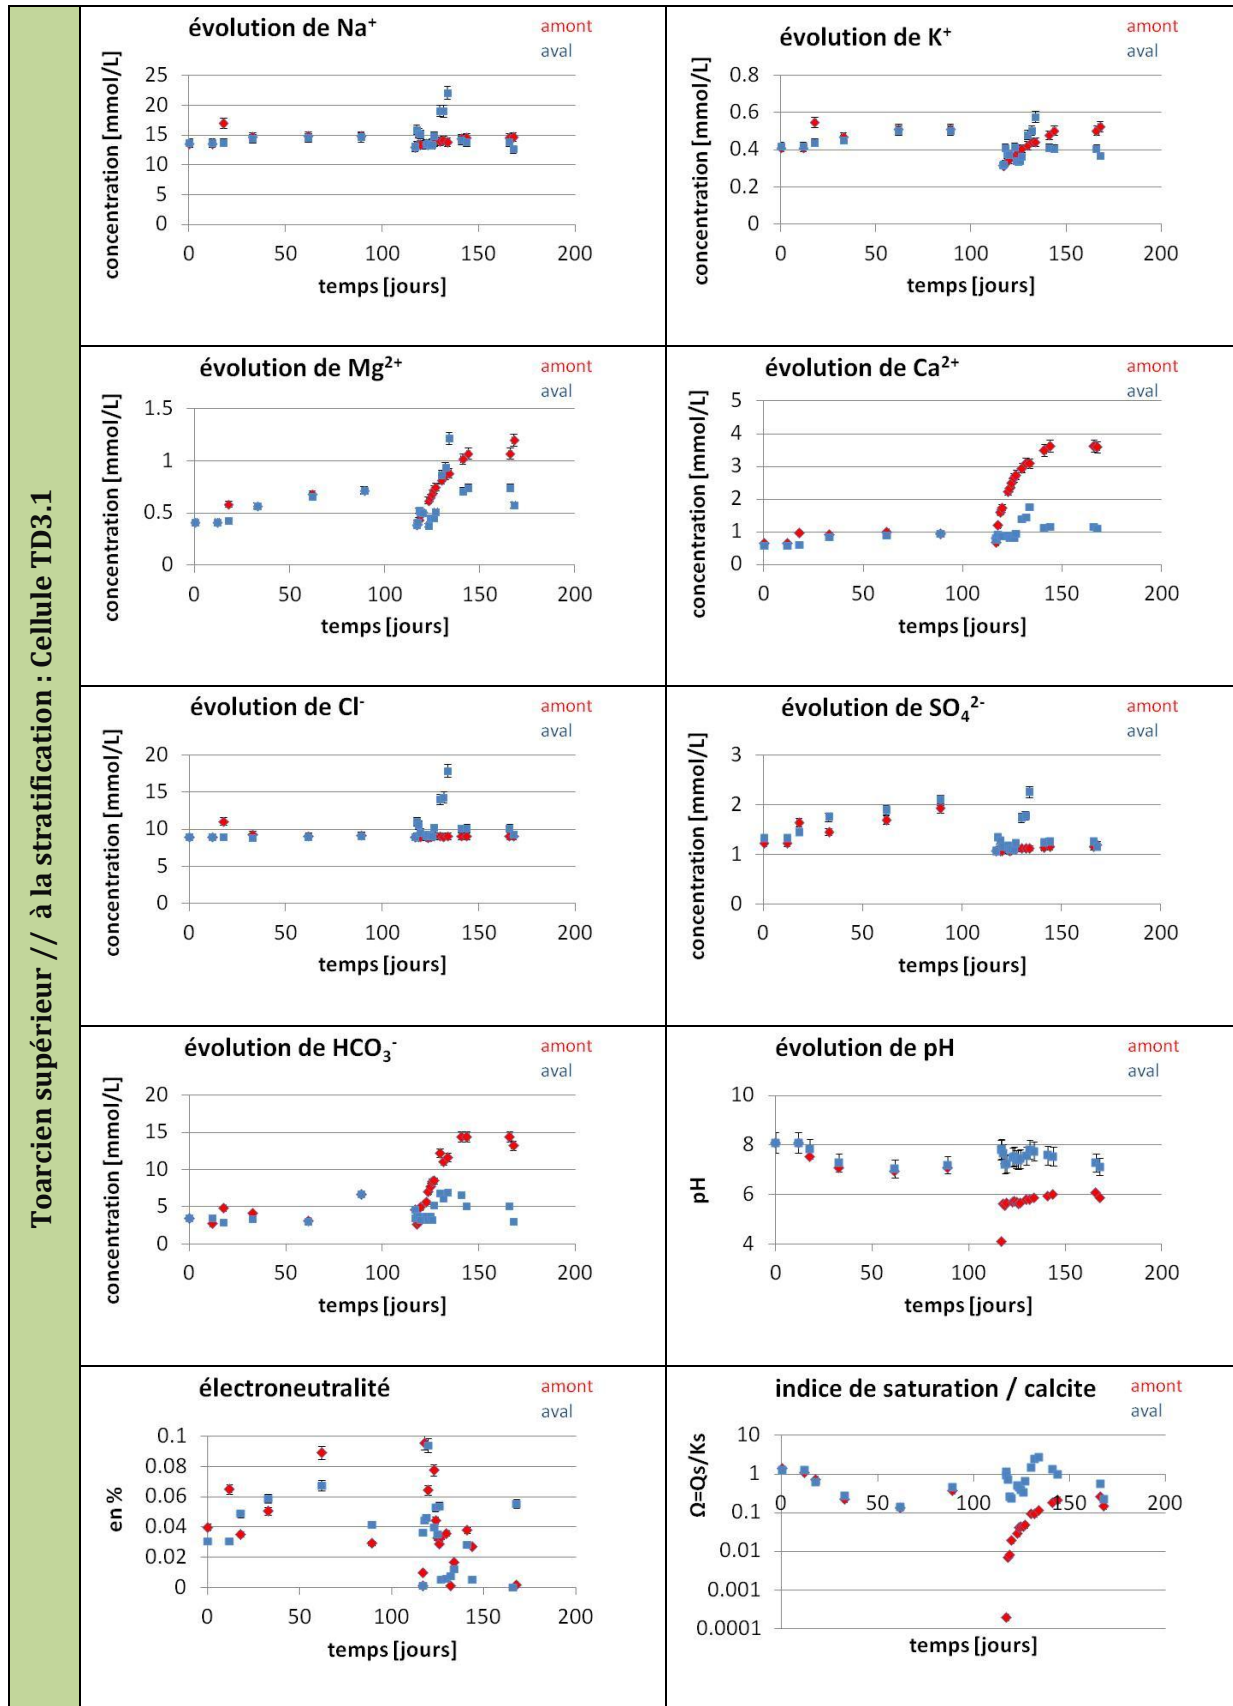 Toarcien supérieur // à la stratification : Cellule TD3.1
évolution de Na⁺
amont
aval
concentration [mmol/L]
25
20
15
10
5
0
0 50 100 150 200
temps [jours]
évolution de K⁺
amont
aval
concentration [mmol/L]
0.8
0.6
0.4
0.2
0
0 50 100 150 200
temps [jours]
évolution de Mg²⁺
amont
aval
concentration [mmol/L]
1.5
1
0.5
0
0 50 100 150 200
temps [jours]
évolution de Ca²⁺
amont
aval
concentration [mmol/L]
5
4
3
2
1
0
0 50 100 150 200
temps [jours]
évolution de Cl⁻
amont
aval
concentration [mmol/L]
20
15
10
5
0
0 50 100 150 200
temps [jours]
évolution de SO₄²⁻
amont
aval
concentration [mmol/L]
3
2
1
0
0 50 100 150 200
temps [jours]
évolution de HCO₃⁻
amont
aval
concentration [mmol/L]
20
15
10
5
0
0 50 100 150 200
temps [jours]
évolution de pH
amont
aval
pH
10
8
6
4
0 50 100 150 200
temps [jours]
électroneutralité
amont
aval
en %
0.1
0.08
0.06
0.04
0.02
0
0 50 100 150 200
temps [jours]
indice de saturation / calcite
amont
aval
Ω=Qs/Ks
10
1
0.1
0.01
0.001
0.0001
0 50 100 150 200
temps [jours]